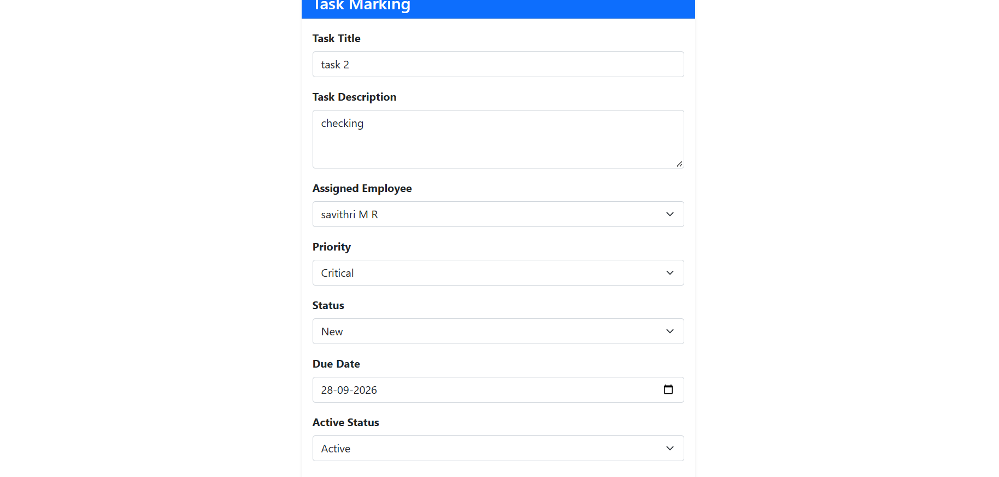 Task Marking
Task Title
task 2
Task Description
checking
Assigned Employee
savithri M R
Priority
Critical
Status
New
Due Date
28-09-2026
Active Status
Active